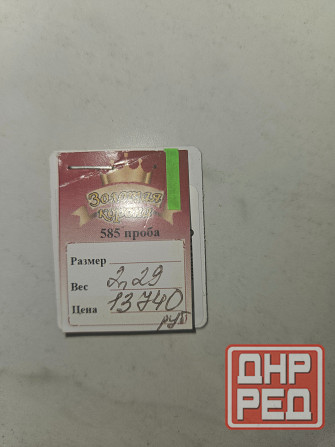 Золотая
корона
585 проба
Размер
Вес 2,29
Цена 13740
руб
ДНР
РЕД